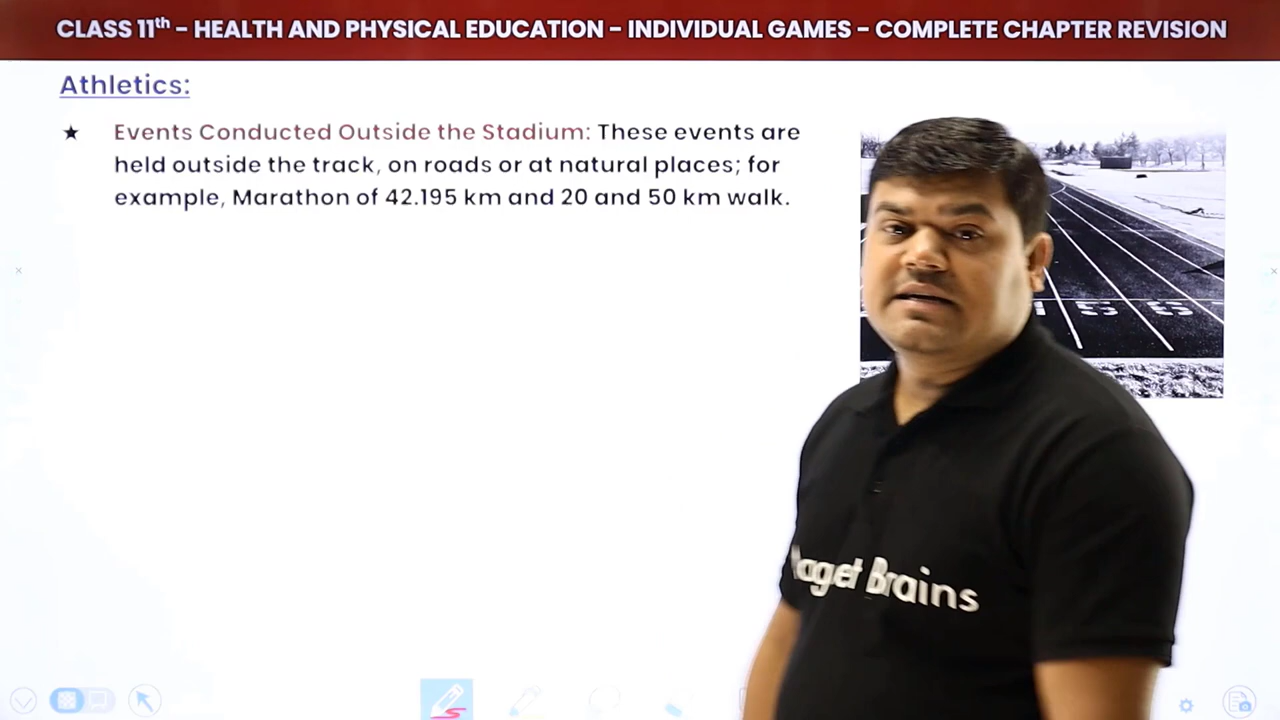 CLASS 11th – HEALTH AND PHYSICAL EDUCATION – INDIVIDUAL GAMES – COMPLETE CHAPTER REVISION
Athletics:
★ Events Conducted Outside the Stadium: These events are
held outside the track, on roads or at natural places; for
example, Marathon of 42.195 km and 20 and 50 km walk.
Brains